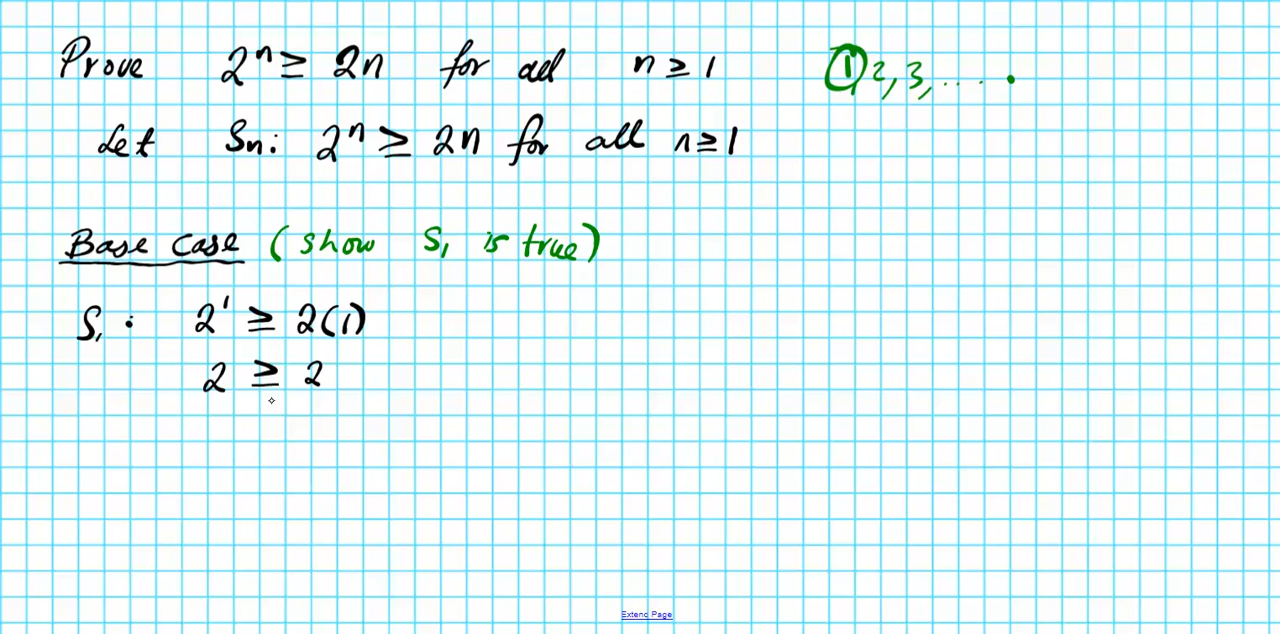 Prove 2ⁿ ≥ 2n for all n ≥ 1 1, 2, 3, .... .
Let Sn: 2ⁿ ≥ 2n for all n ≥ 1
Base case (show S₁ is true)
S₁ : 2¹ ≥ 2(1)
2 ≥ 2
Extend Page